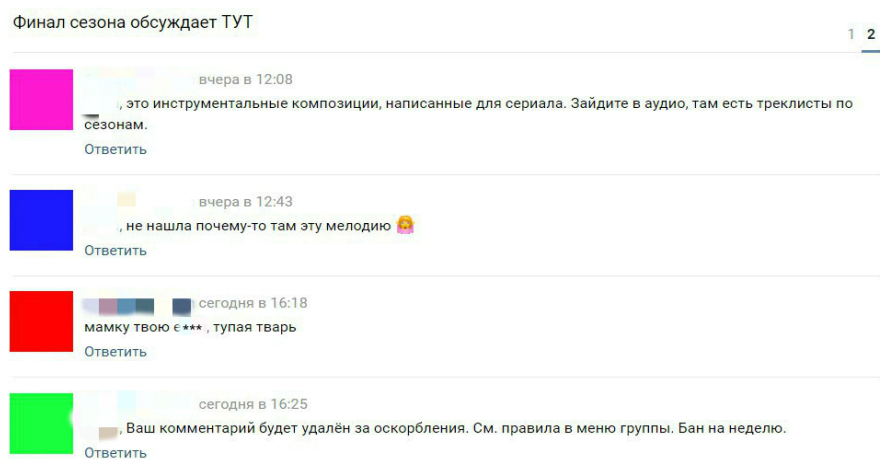 Финал сезона обсуждает ТУТ
1 2
вчера в 12:08
, это инструментальные композиции, написанные для сериала. Зайдите в аудио, там есть треклисты по
сезонам.
Ответить
вчера в 12:43
, не нашла почему-то там эту мелодию 🤷‍♀️
Ответить
сегодня в 16:18
мамку твою е*** , тупая тварь
Ответить
сегодня в 16:25
, Ваш комментарий будет удалён за оскорбления. См. правила в меню группы. Бан на неделю.
Ответить